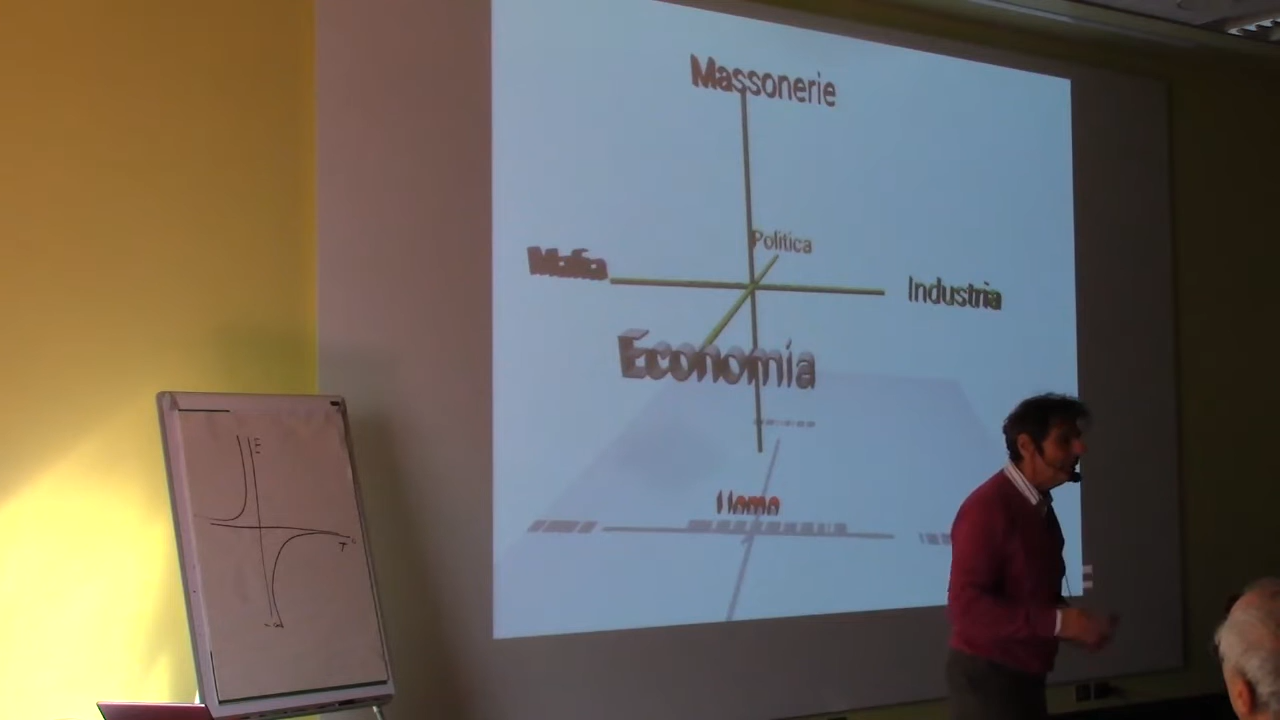 Massonerie
Politica
Mafia
Industria
Economia
Uomo
E
T